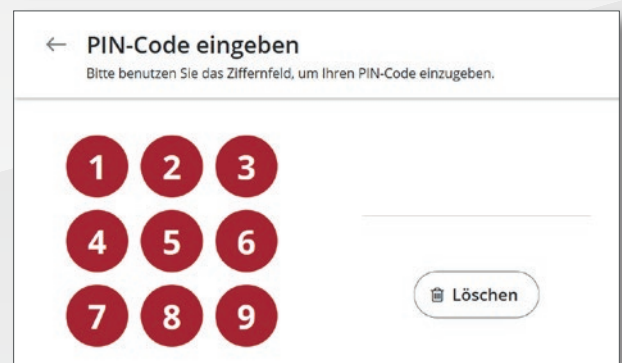 ← PIN-Code eingeben
Bitte benutzen Sie das Ziffernfeld, um Ihren PIN-Code einzugeben.
1 2 3
4 5 6
Löschen
7 8 9